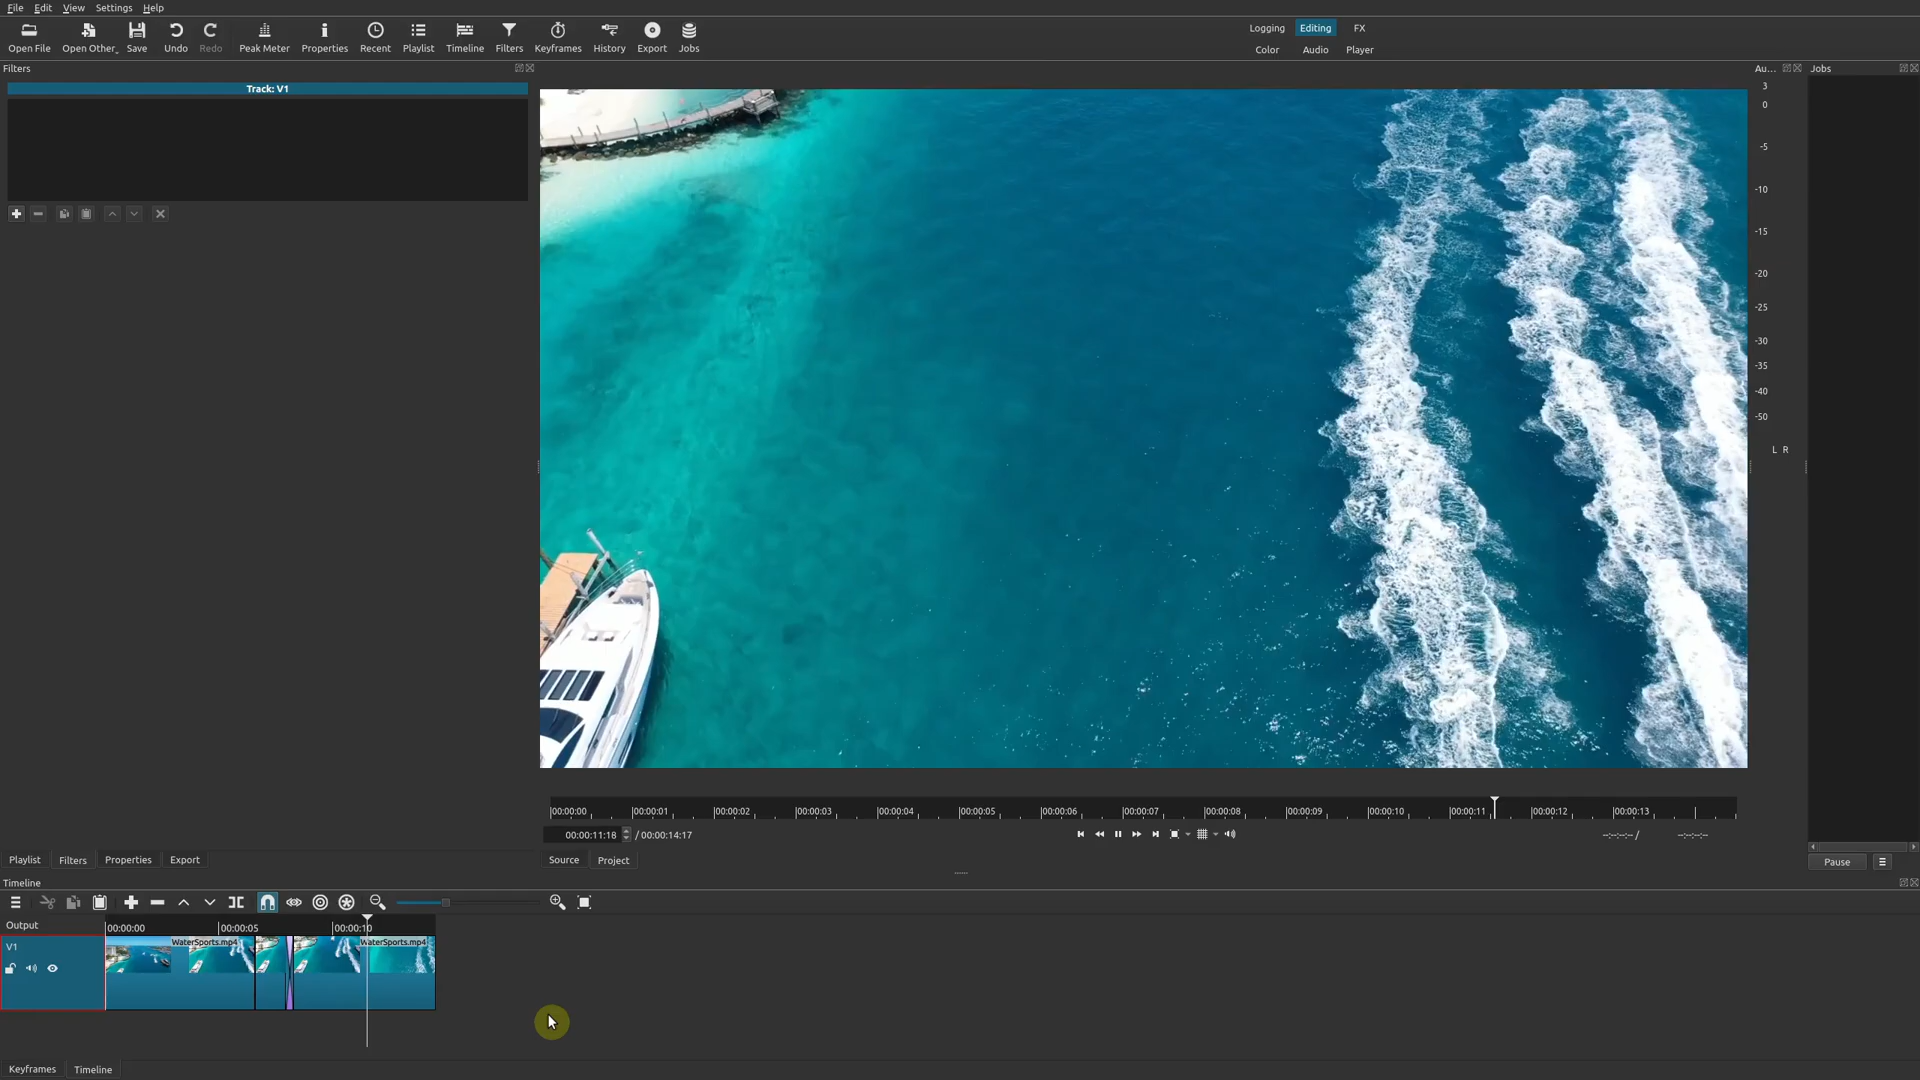 File Edit View Settings Help
Open File Open Other.. Save Undo Redo Peak Meter Properties Recent Playlist Timeline Filters Keyframes History Export Jobs
Logging Editing FX
Color Audio Player
Filters
Track: V1
Au...
Jobs
3
0
-5
-10
-15
-20
-25
-30
-35
-40
-50
L R
00:00:00 00:00:01 00:00:02 00:00:03 00:00:04 00:00:05 00:00:06 00:00:07 00:00:08 00:00:09 00:00:10 00:00:11 00:00:12 00:00:13
00:00:11:18 / 00:00:14:17
--:--:--:-- / --:--:--:--
Playlist Filters Properties Export
Source Project
Pause
Timeline
Output
00:00:00 00:00:05 00:00:10
V1
WaterSports.mp4 WaterSports.mp4
Keyframes Timeline